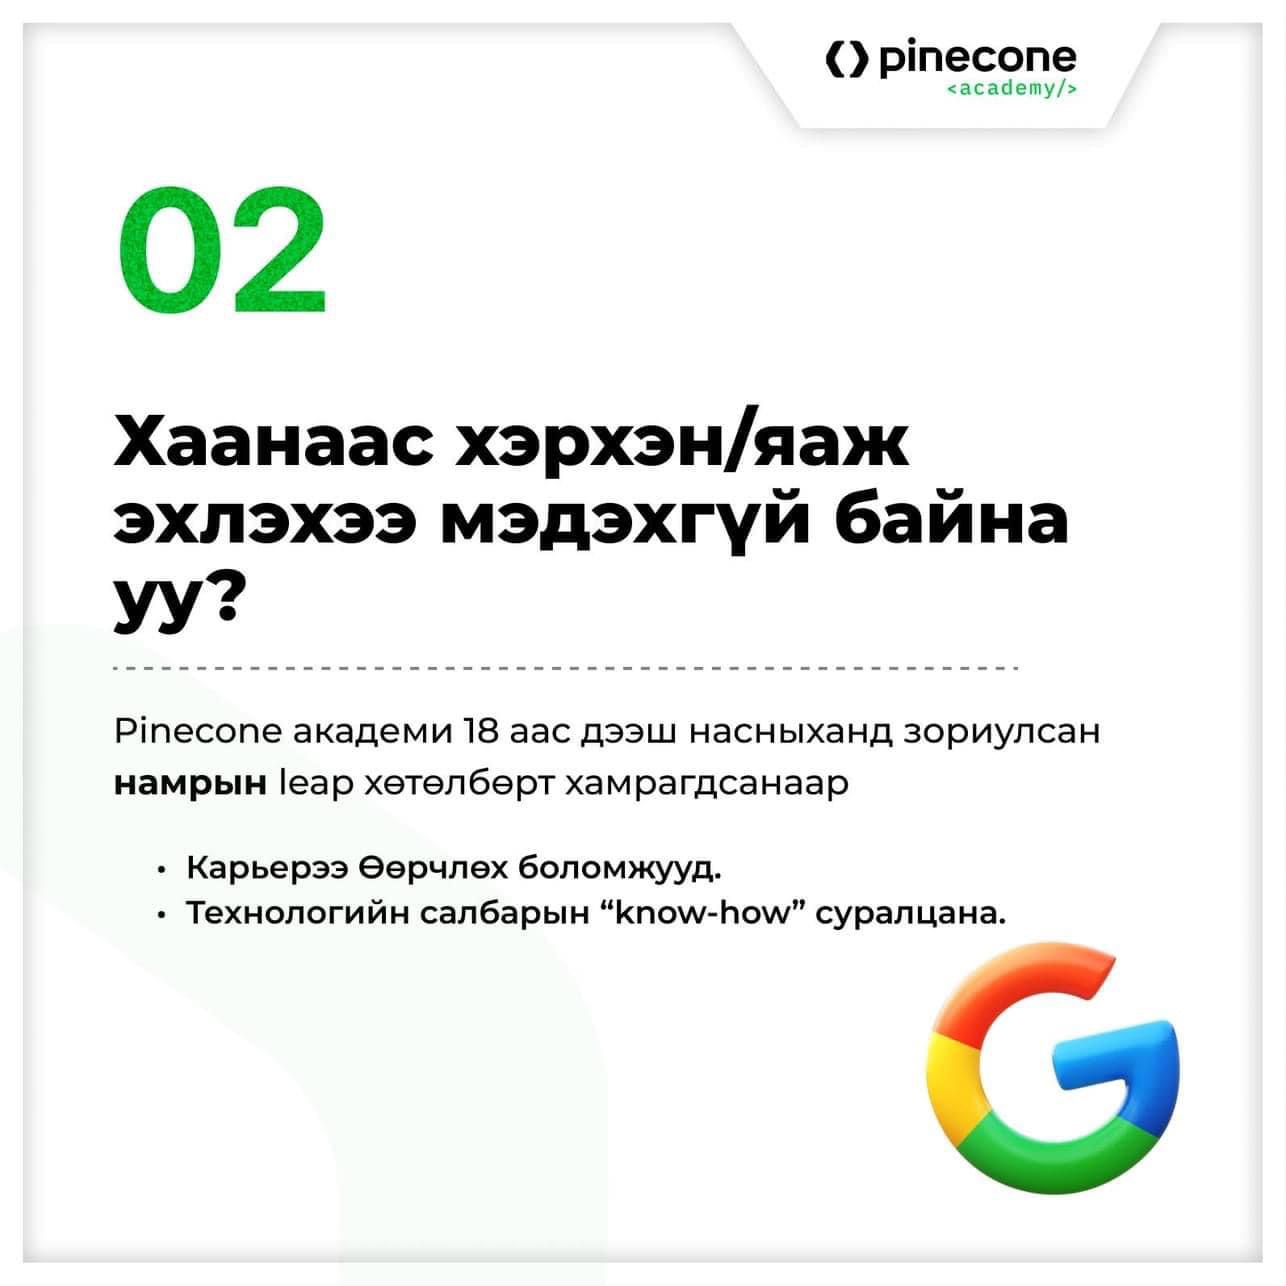 pinecone
<academy/>
02
Хаанаас хэрхэн/яаж
эхлэхээ мэдэхгүй байна
уу?
Pinecone академи 18 аас дээш насныханд зориулсан
намрын leap хөтөлбөрт хамрагдсанаар
• Карьерээ Өөрчлөх боломжууд.
• Технологийн салбарын “know-how” суралцана.